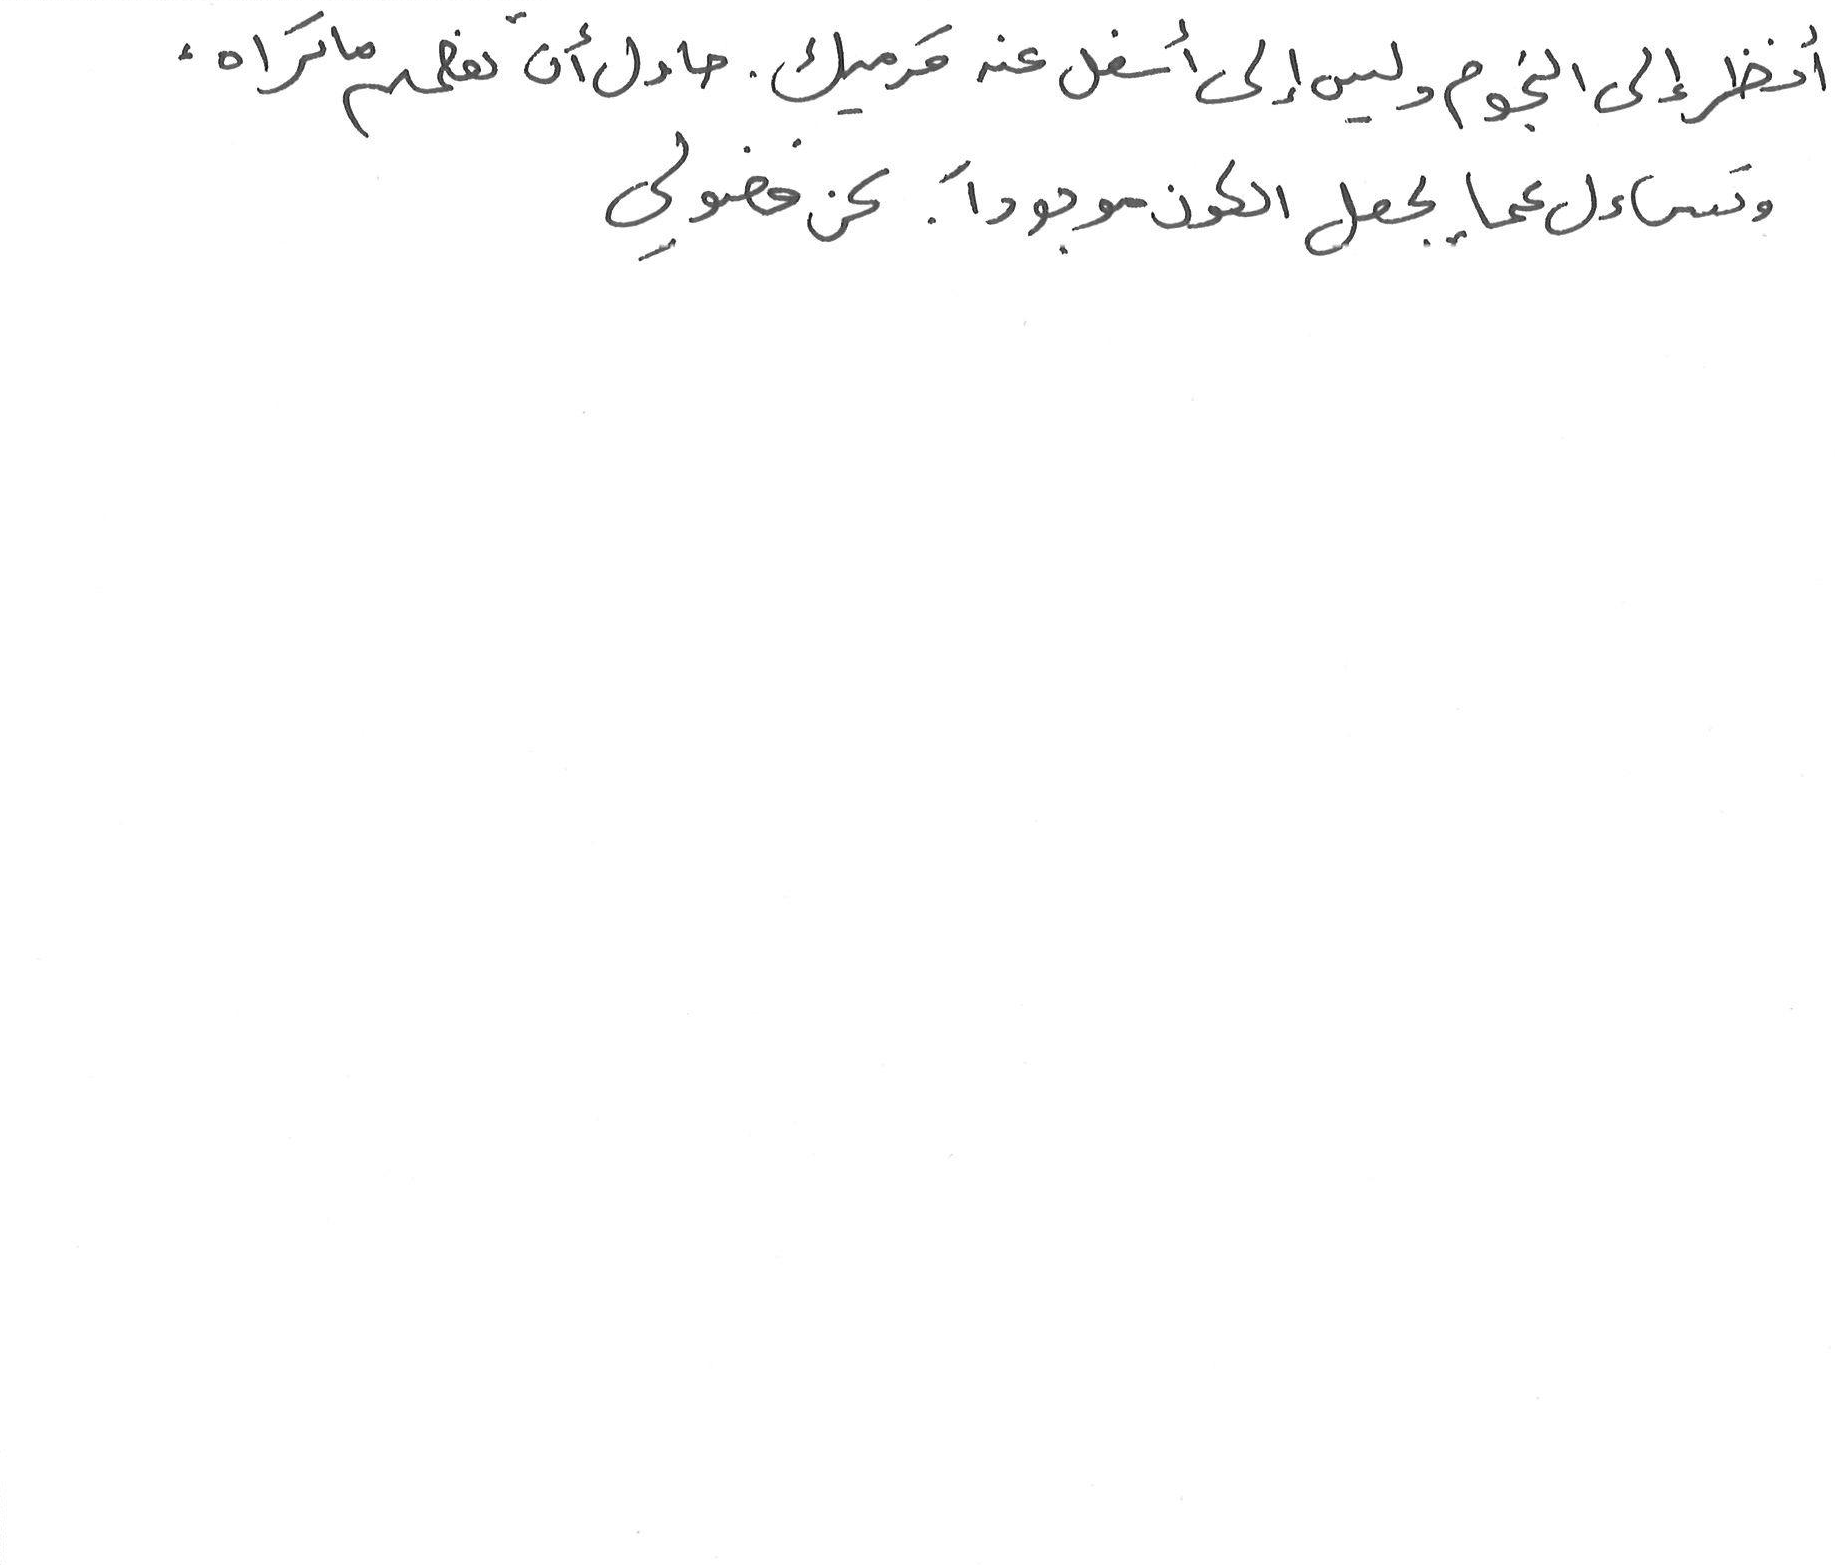 أنظر إلى النجوم وليس إلى أسفل عند قدميك. حاول أن تفهم ما تراه،
وتساءل عما يجعل الكون موجوداً. كن فضولي